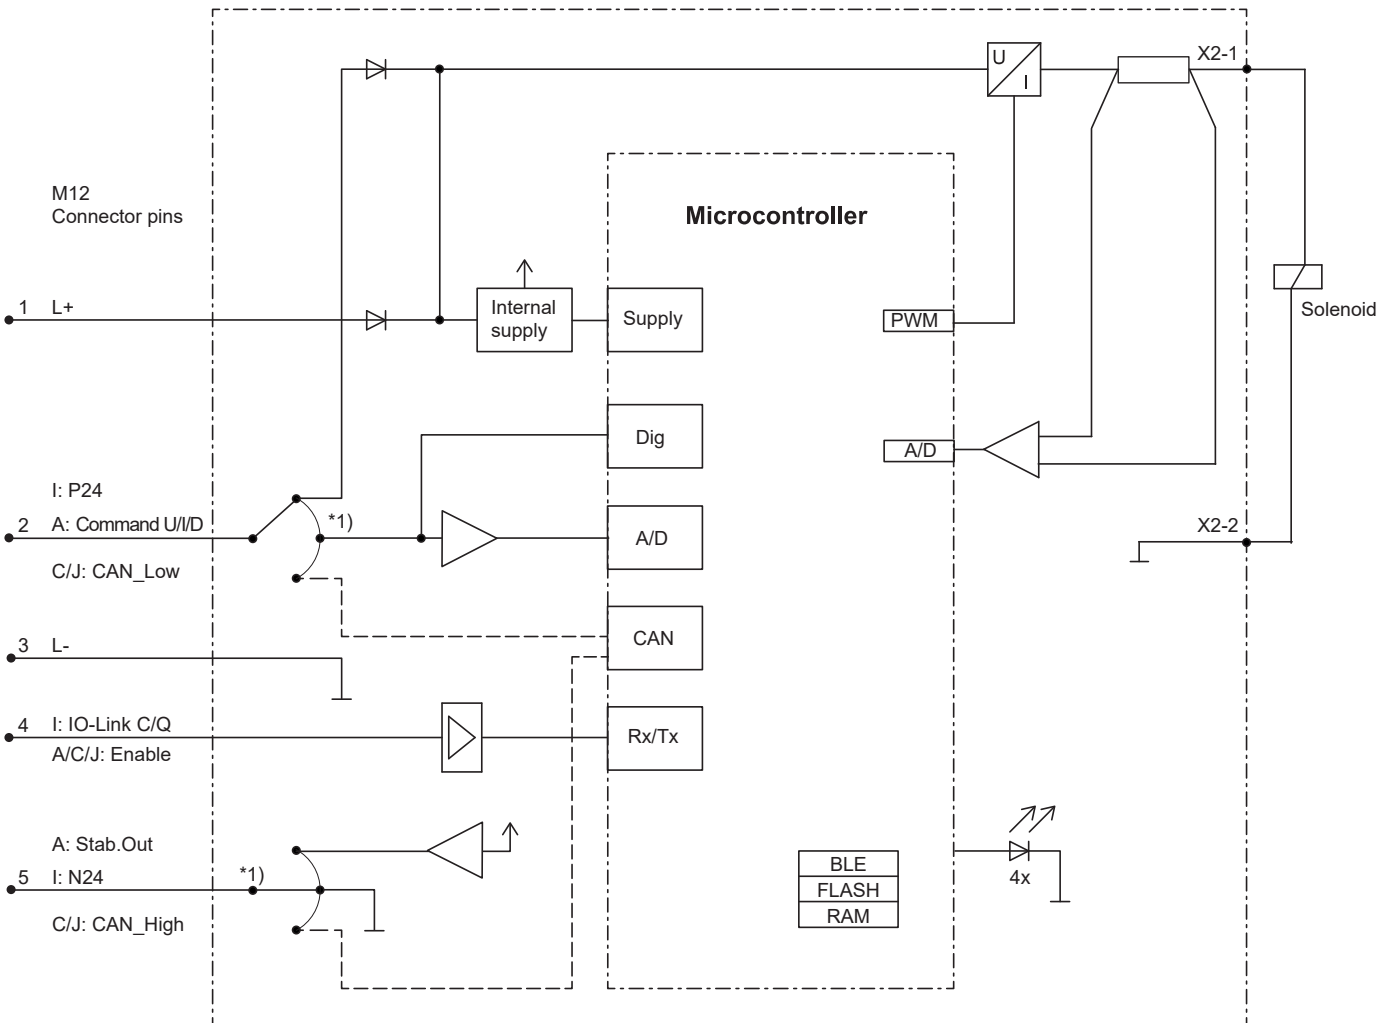 U
I
X2-1
M12
Connector pins
Microcontroller
1 L+
Internal
supply
Supply
PWM
Solenoid
Dig
A/D
I: P24
2 A: Command U/I/D
*1)
A/D
X2-2
C/J: CAN_Low
CAN
3 L-
4 I: IO-Link C/Q
A/C/J: Enable
Rx/Tx
A: Stab.Out
5 I: N24
*1)
C/J: CAN_High
BLE
FLASH
RAM
4x